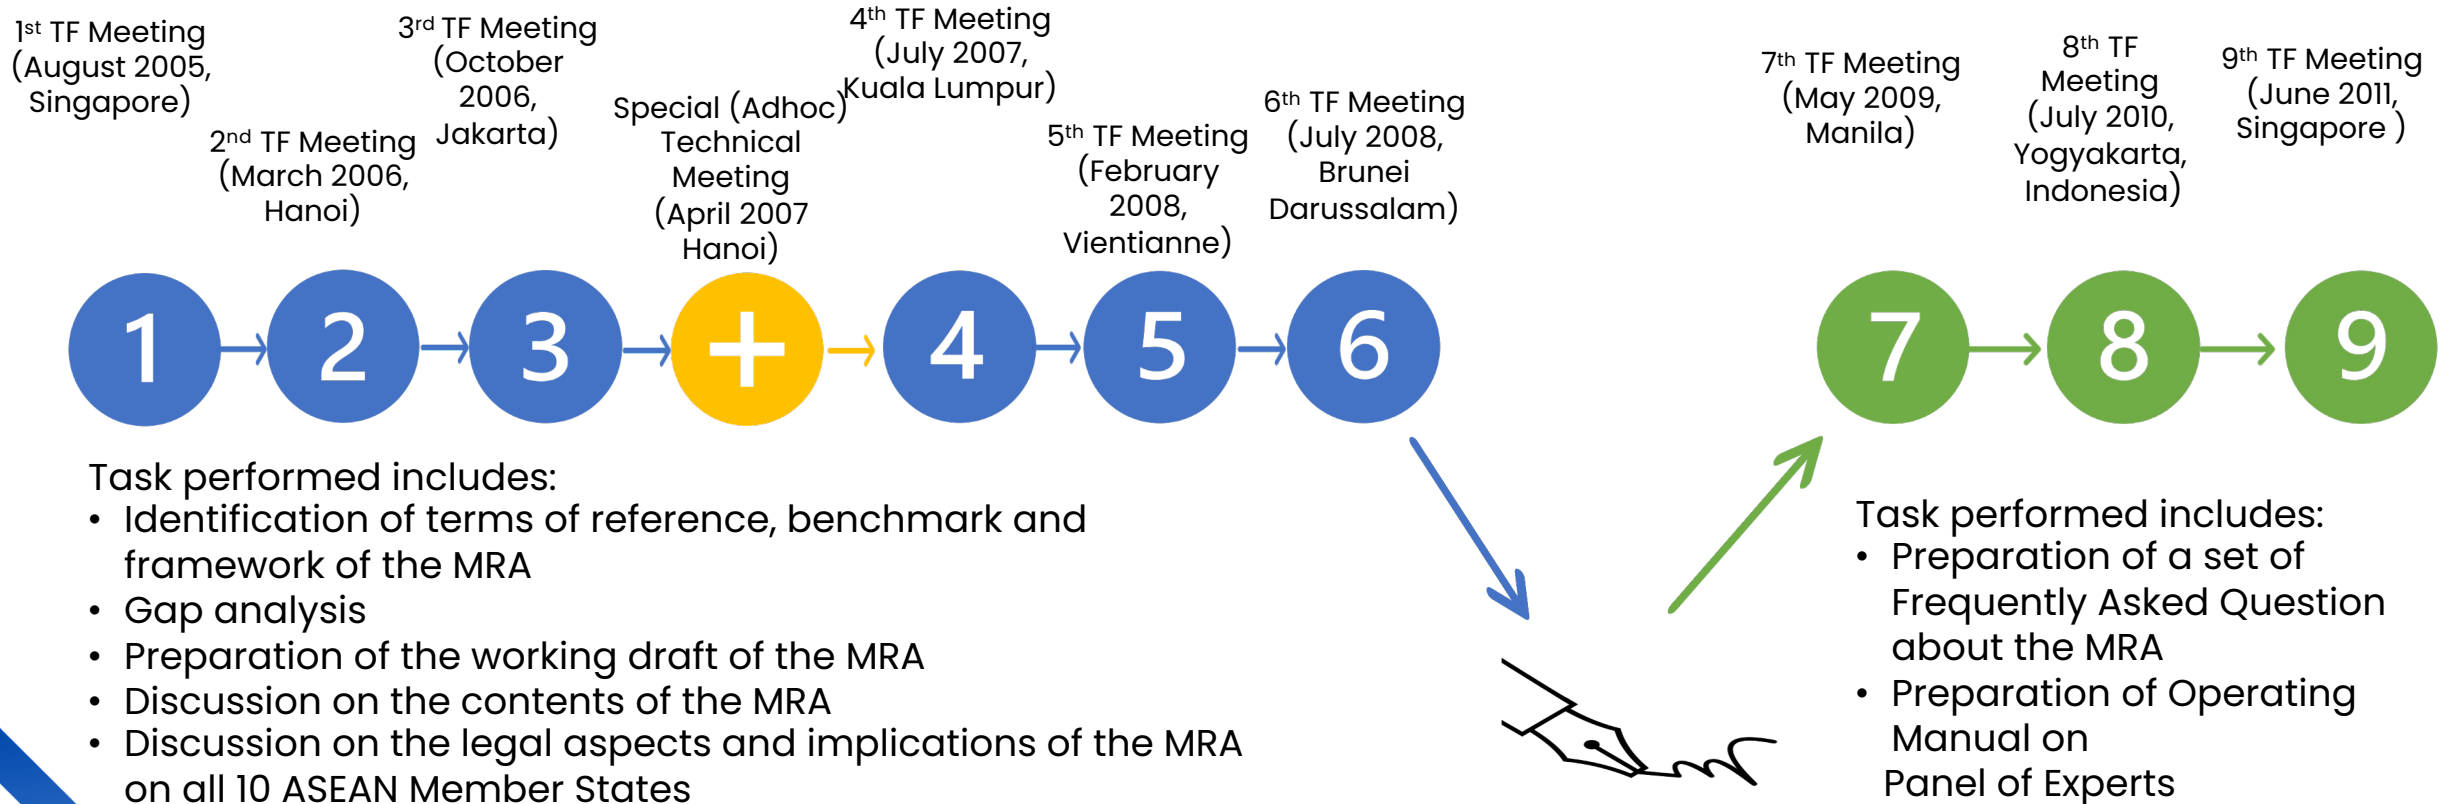 1st TF Meeting
(August 2005,
Singapore)
2nd TF Meeting
(March 2006,
Hanoi)
3rd TF Meeting
(October
2006,
Jakarta)
Special (Adhoc)
Technical
Meeting
(April 2007
Hanoi)
4th TF Meeting
(July 2007,
Kuala Lumpur)
5th TF Meeting
(February
2008,
Vientianne)
6th TF Meeting
(July 2008,
Brunei
Darussalam)
7th TF Meeting
(May 2009,
Manila)
8th TF
Meeting
(July 2010,
Yogyakarta,
Indonesia)
9th TF Meeting
(June 2011,
Singapore )
1
2
3
+
4
5
6
7
8
9
Task performed includes:
• Identification of terms of reference, benchmark and
framework of the MRA
• Gap analysis
• Preparation of the working draft of the MRA
• Discussion on the contents of the MRA
• Discussion on the legal aspects and implications of the MRA
on all 10 ASEAN Member States
Task performed includes:
• Preparation of a set of
Frequently Asked Question
about the MRA
• Preparation of Operating
Manual on
Panel of Experts